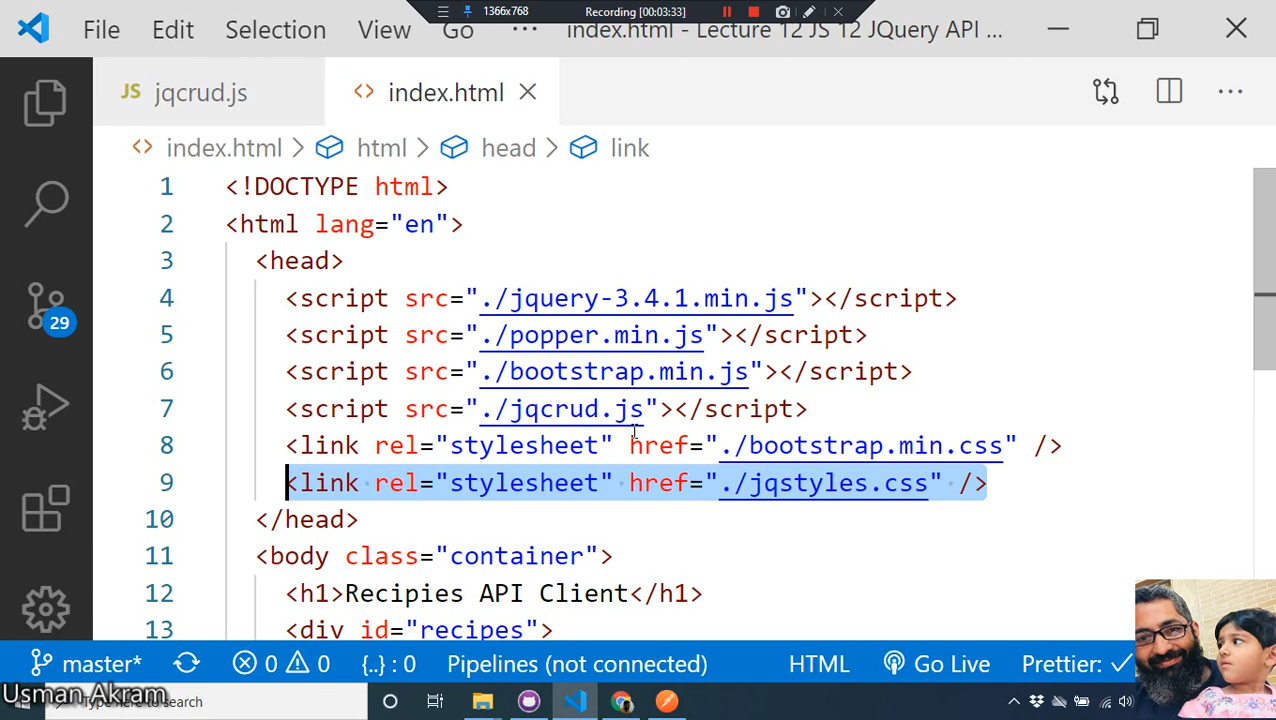 1366x768 Recording [00:03:33]
File Edit Selection View Go ··· index.html - Lecture 12 JS 12 JQuery API ...
JS jqcrud.js <> index.html
<> index.html > html > head > link
1 <!DOCTYPE html>
2 <html lang="en">
3 <head>
4 <script src="./jquery-3.4.1.min.js"></script>
5 <script src="./popper.min.js"></script>
6 <script src="./bootstrap.min.js"></script>
7 <script src="./jqcrud.js"></script>
8 <link rel="stylesheet" href="./bootstrap.min.css" />
9 <link rel="stylesheet" href="./jqstyles.css" />
10 </head>
11 <body class="container">
12 <h1>Recipies API Client</h1>
13 <div id="recipes">
29
master* 0 0 {..} : 0 Pipelines (not connected) HTML Go Live Prettier: ✓
Usman Akram
Type here to search